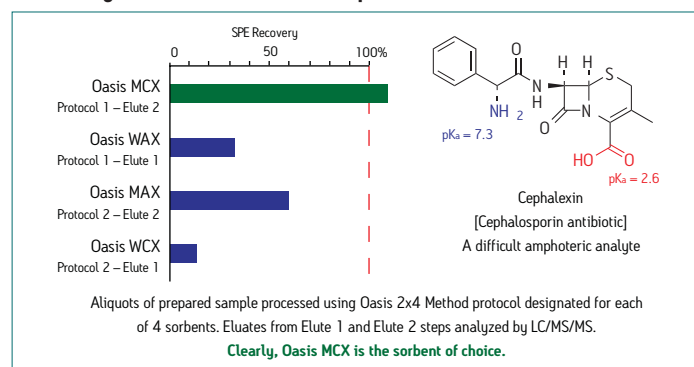 SPE Recovery
0 50 100%
Oasis MCX
Protocol 1 – Elute 2
Oasis WAX
Protocol 1 – Elute 1
Oasis MAX
Protocol 2 – Elute 2
Oasis WCX
Protocol 2 – Elute 1
O
H H
S
N
H
NH 2
O
N
pKa = 7.3
HO O
pKa = 2.6
Cephalexin
[Cephalosporin antibiotic]
A difficult amphoteric analyte
Aliquots of prepared sample processed using Oasis 2x4 Method protocol designated for each
of 4 sorbents. Eluates from Elute 1 and Elute 2 steps analyzed by LC/MS/MS.
Clearly, Oasis MCX is the sorbent of choice.